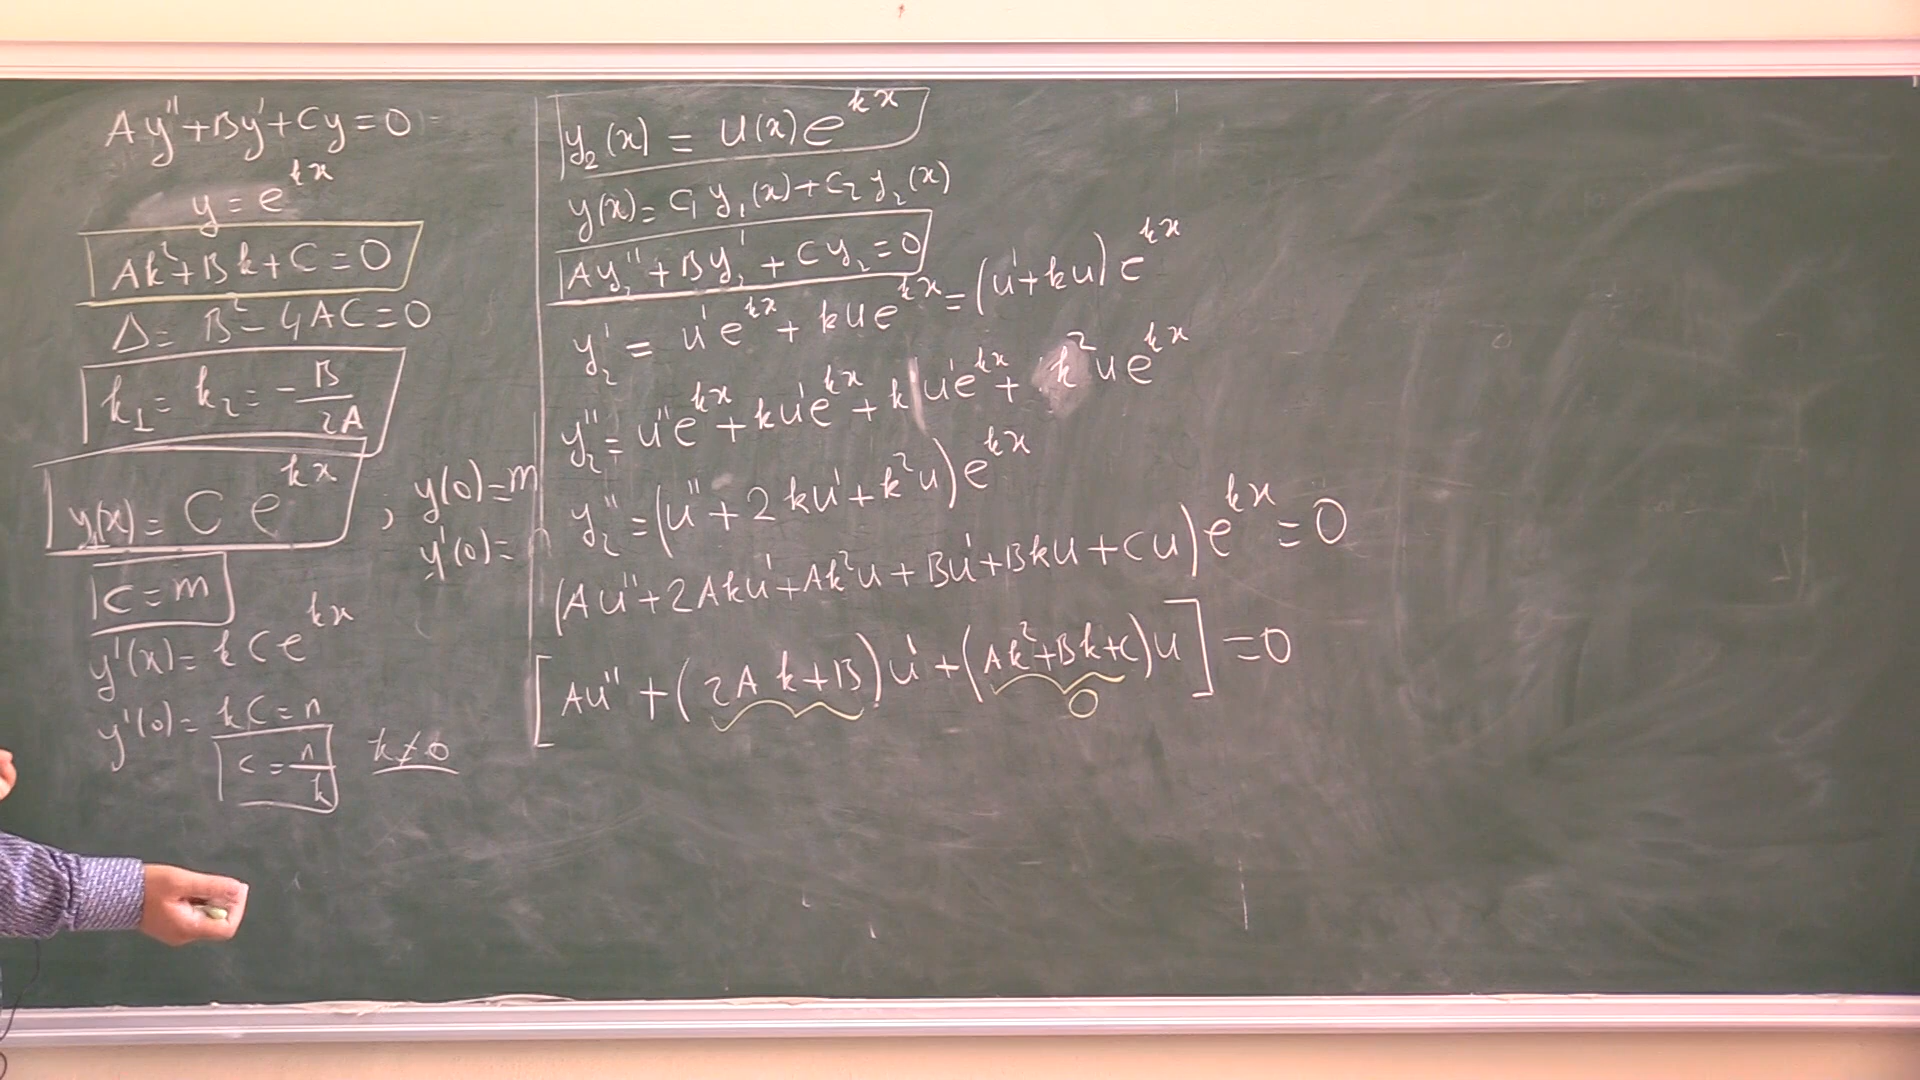 Ay''+By'+Cy=0
y = e^{kx}
Ak²+Bk+C=0
Δ= B²-4AC=0
k₁= k₂= -B/2A
y₁(x)= C e^{kx} , y(0)=m
y'(0)= n
C=m
y'(x)= kCe^{kx}
y'(0)= kC=n
C=n/k k≠0
y₂(x) = u(x)e^{kx}
y(x)= C₁y₁(x)+C₂y₂(x)
Ay₂''+By₂'+Cy₂=0
y₂' = u'e^{kx}+kue^{kx}=(u'+ku)e^{kx}
y₂''= u''e^{kx}+ku'e^{kx}+ku'e^{kx}+k²ue^{kx}
y₂''=(u''+2ku'+k²u)e^{kx}
(Au''+2Aku'+Ak²u+Bu'+Bku+Cu)e^{kx}=0
[Au''+(2Ak+B)u'+(Ak²+Bk+C)u]=0
0